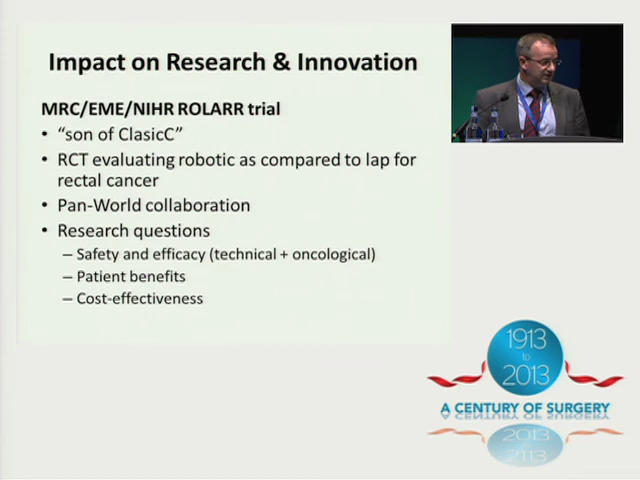 Impact on Research & Innovation
MRC/EME/NIHR ROLARR trial
• “son of ClasicC”
• RCT evaluating robotic as compared to lap for
rectal cancer
• Pan-World collaboration
• Research questions
– Safety and efficacy (technical + oncological)
– Patient benefits
– Cost-effectiveness
1913
to
2013
A CENTURY OF SURGERY